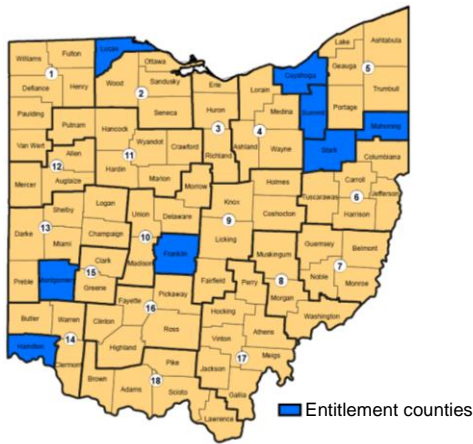 Williams
Fulton
Lucas
Ottawa
Lake
Ashtabula
Geauga
Cuyahoga
1
Defiance
Henry
Wood
Sandusky
2
Erie
Lorain
5
Trumbull
Seneca
Huron
Medina
Summit
Portage
Paulding
Putnam
Hancock
3
4
Mahoning
Van Wert
Allen
Wyandot
Crawford
Richland
Ashland
Wayne
Stark
Columbiana
11
12
Hardin
Mercer
Auglaize
Marion
Morrow
Holmes
Carroll
Tuscarawas
Jefferson
6
Harrison
Logan
Shelby
Union
Delaware
Knox
Coshocton
13
9
Darke
Miami
Champaign
10
Licking
Guernsey
Belmont
Clark
Madison
Franklin
Muskingum
7
15
Preble
Montgomery
Greene
Fairfield
Perry
8
Noble
Monroe
Fayette
Pickaway
Morgan
16
Butler
Warren
Clinton
Hocking
Washington
Ross
Athens
14
Hamilton
Highland
Vinton
Clermont
Pike
17
Meigs
Jackson
Brown
Adams
18
Scioto
Gallia
Lawrence
Entitlement counties